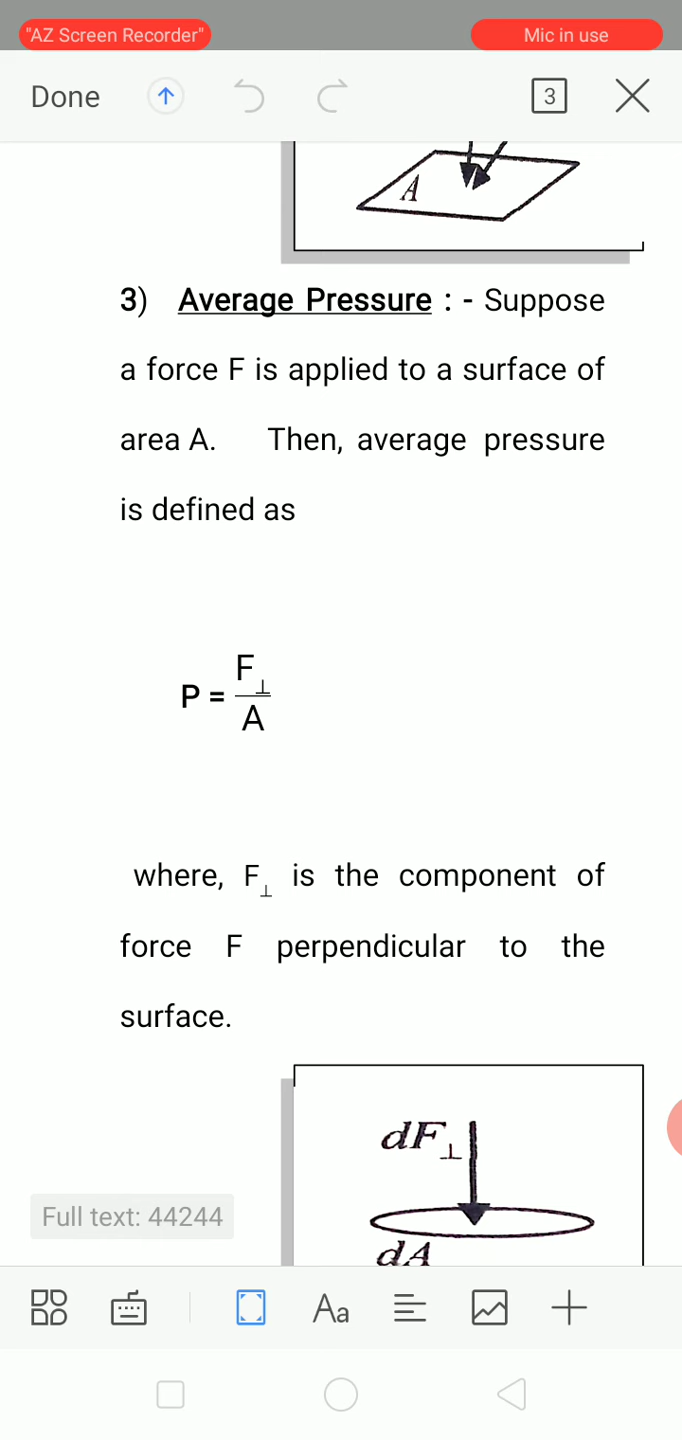 "AZ Screen Recorder"
Mic in use
Done
3
A
3) Average Pressure : - Suppose
a force F is applied to a surface of
area A. Then, average pressure
is defined as
P = F⊥ / A
where, F⊥ is the component of
force F perpendicular to the
surface.
dF⊥
dA
Full text: 44244
Aa